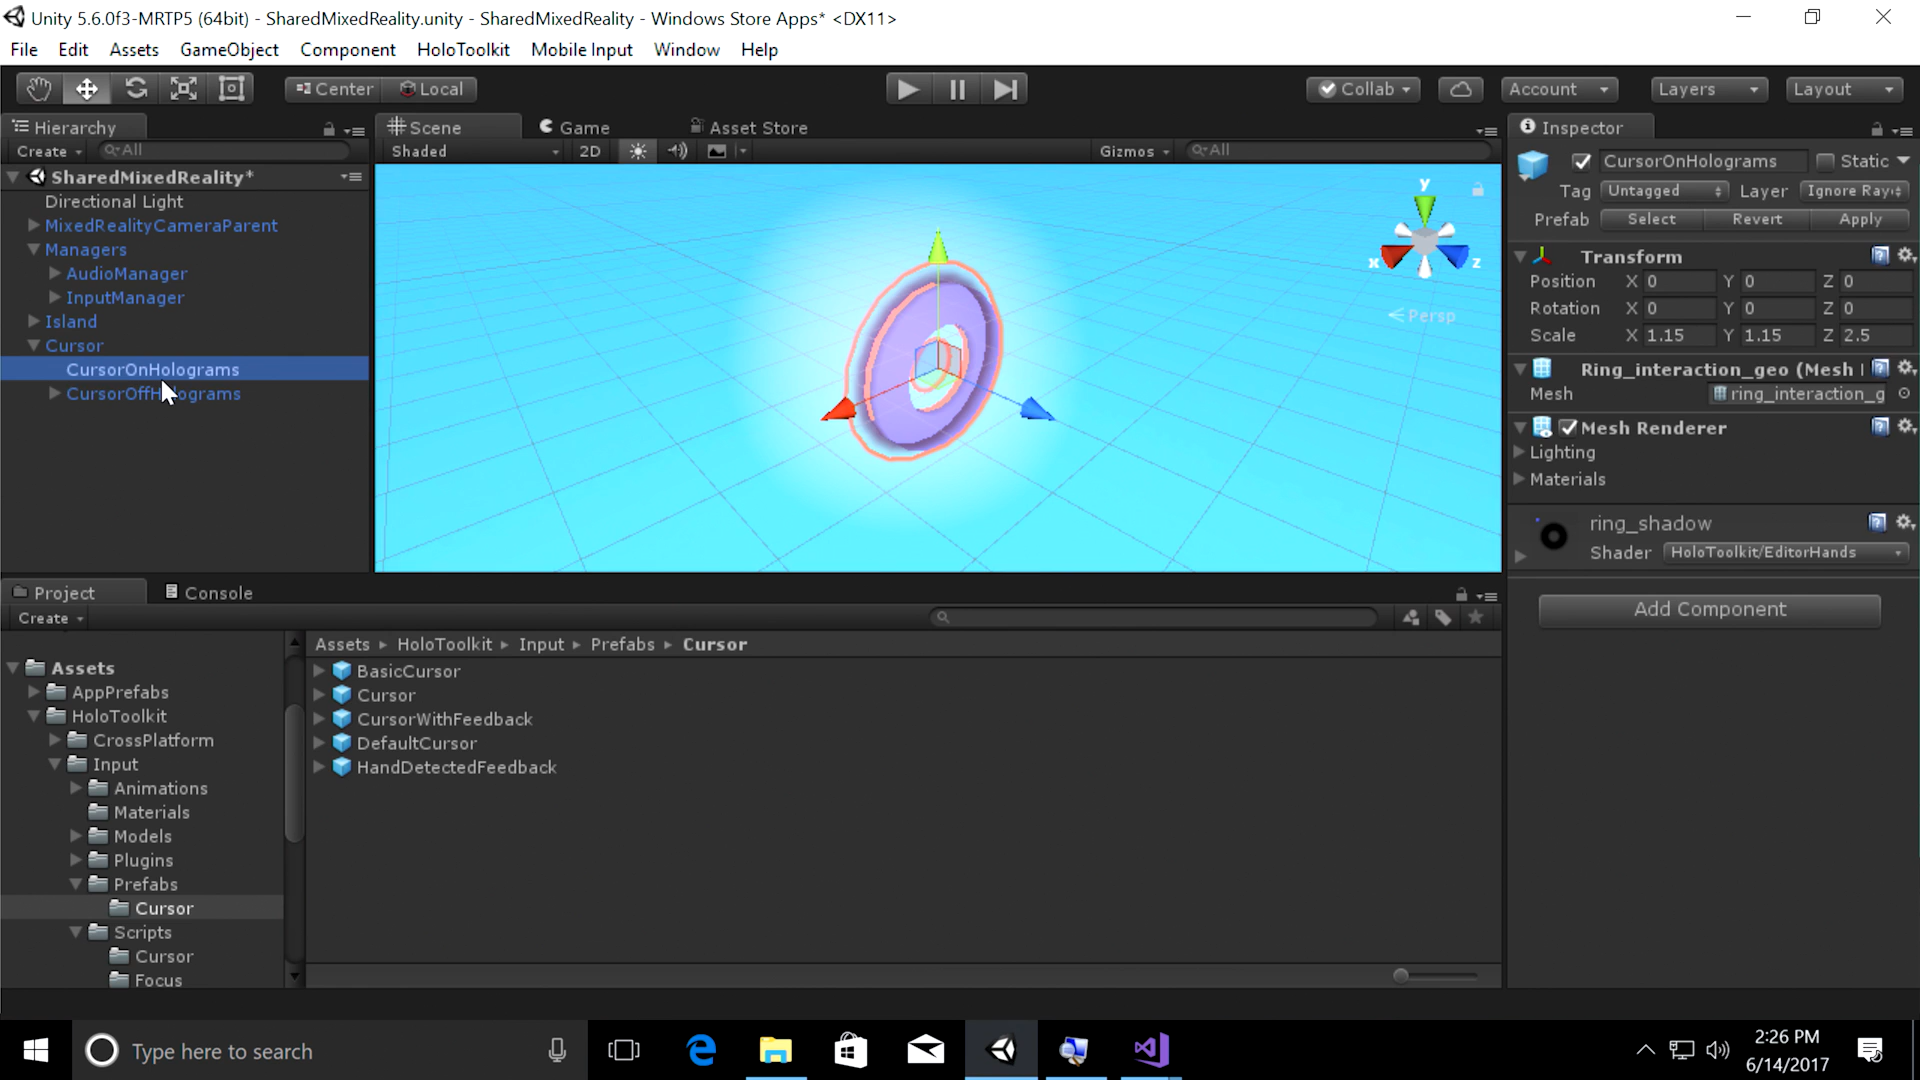 Unity 5.6.0f3-MRTP5 (64bit) - SharedMixedReality.unity - SharedMixedReality - Windows Store Apps* <DX11>
File Edit Assets GameObject Component HoloToolkit Mobile Input Window Help
Center Local Collab Account Layers Layout
Hierarchy
Create All
SharedMixedReality*
Directional Light
MixedRealityCameraParent
Managers
AudioManager
InputManager
Island
Cursor
CursorOnHolograms
CursorOffHolograms
Scene Game Asset Store
Shaded 2D Gizmos All
y
x
z
Persp
Inspector
CursorOnHolograms Static
Tag Untagged Layer Ignore Ray
Prefab Select Revert Apply
Transform
Position X 0 Y 0 Z 0
Rotation X 0 Y 0 Z 0
Scale X 1.15 Y 1.15 Z 2.5
Ring_interaction_geo (Mesh
Mesh ring_interaction_g
Mesh Renderer
Lighting
Materials
ring_shadow
Shader HoloToolkit/EditorHands
Add Component
Project Console
Create
Assets
AppPrefabs
HoloToolkit
CrossPlatform
Input
Animations
Materials
Models
Plugins
Prefabs
Cursor
Scripts
Cursor
Focus
Assets HoloToolkit Input Prefabs Cursor
BasicCursor
Cursor
CursorWithFeedback
DefaultCursor
HandDetectedFeedback
Type here to search
2:26 PM
6/14/2017